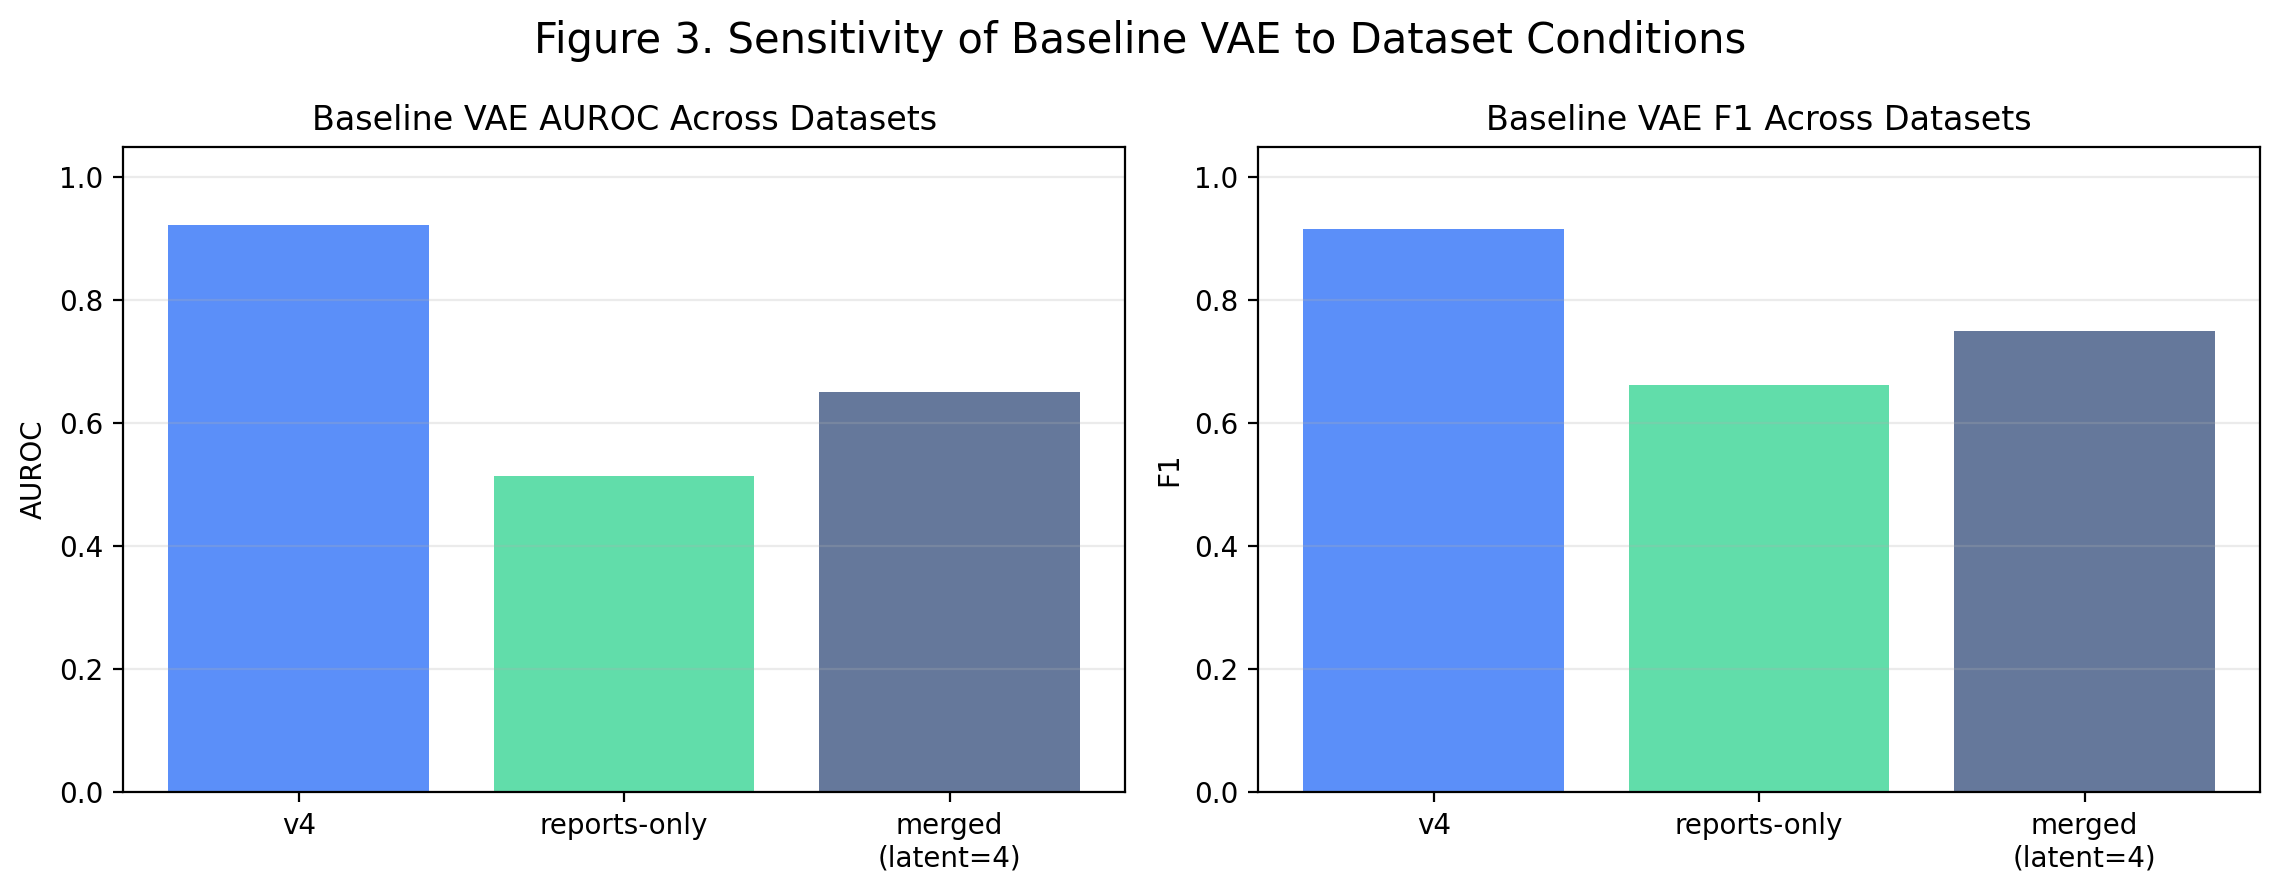 Figure 3. Sensitivity of Baseline VAE to Dataset Conditions
Baseline VAE AUROC Across Datasets
AUROC
1.0
0.8
0.6
0.4
0.2
0.0
v4
reports-only
merged
(latent=4)
Baseline VAE F1 Across Datasets
F1
1.0
0.8
0.6
0.4
0.2
0.0
v4
reports-only
merged
(latent=4)